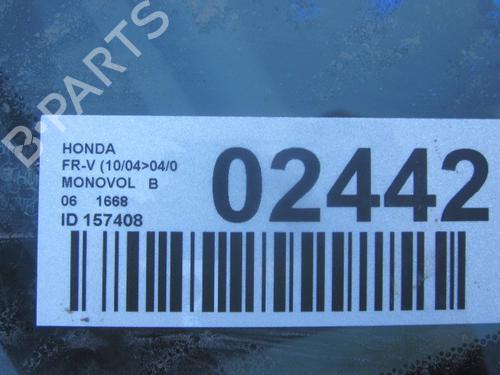 B-PARTS
HONDA
FR-V (10/04>04/0
MONOVOL B
06 1668
ID 157408
02442